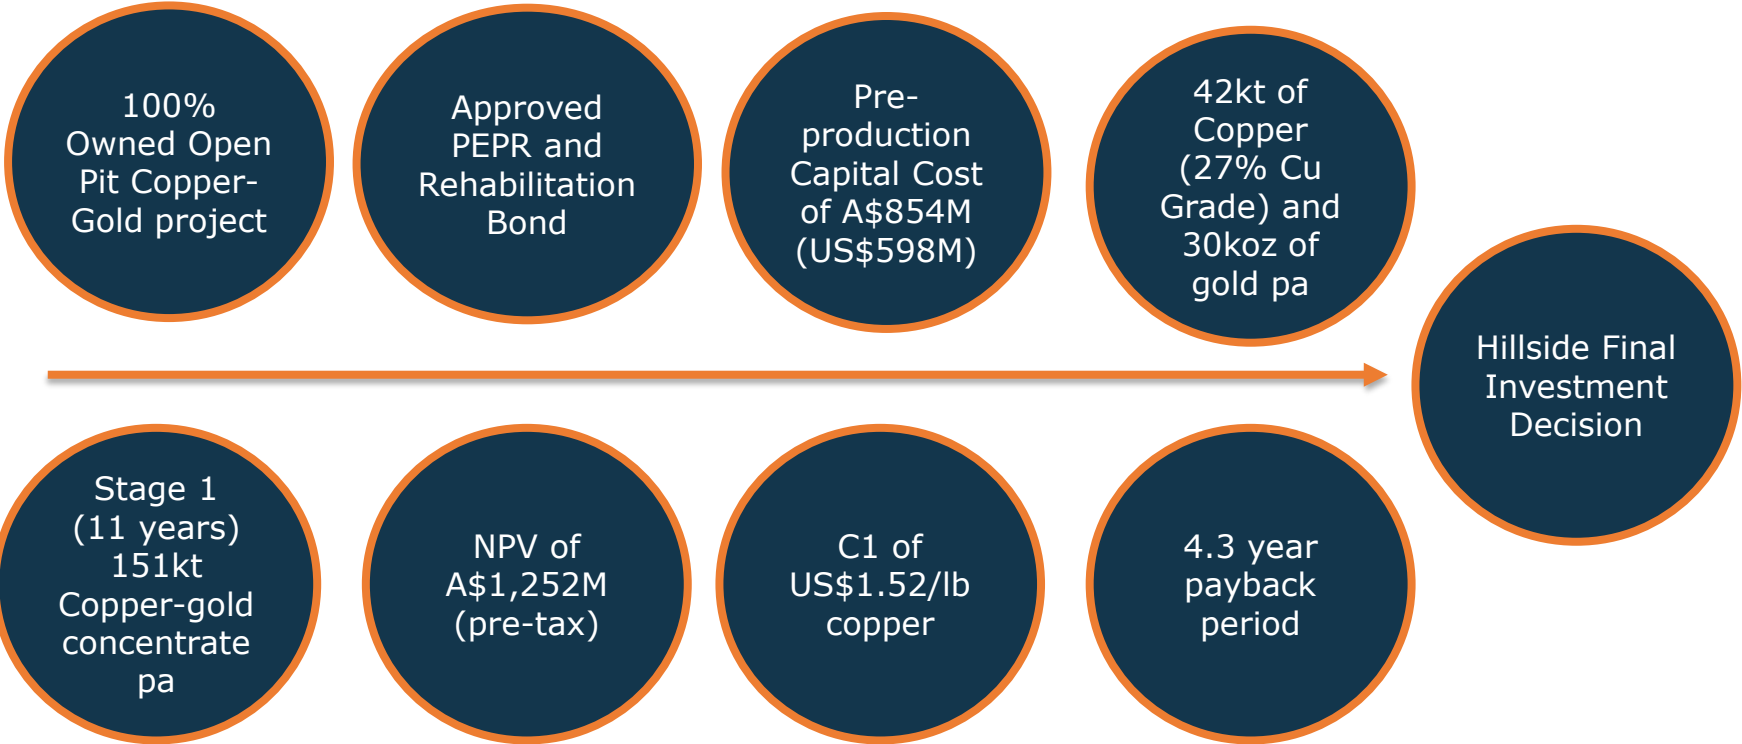 100%
Owned Open
Pit Copper-
Gold project
Approved
PEPR and
Rehabilitation
Bond
Pre-
production
Capital Cost
of A$854M
(US$598M)
42kt of
Copper
(27% Cu
Grade) and
30koz of
gold pa
Hillside Final
Investment
Decision
Stage 1
(11 years)
151kt
Copper-gold
concentrate
pa
NPV of
A$1,252M
(pre-tax)
C1 of
US$1.52/lb
copper
4.3 year
payback
period